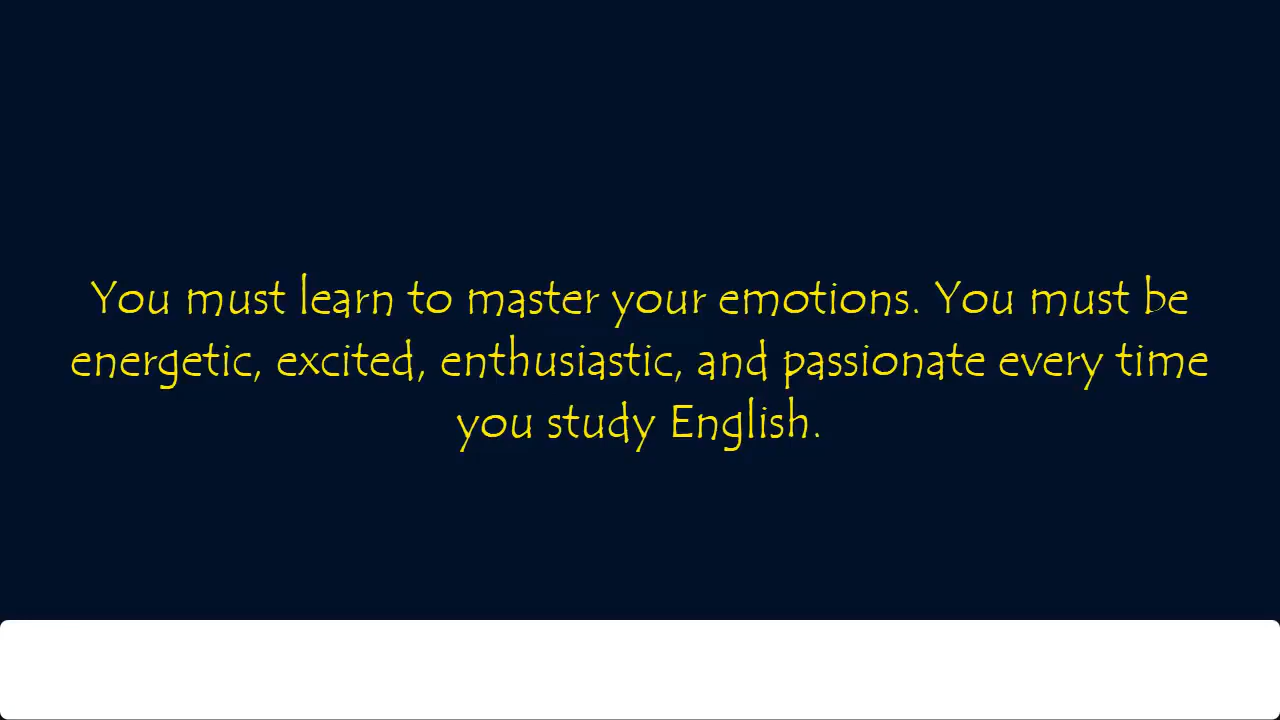 You must learn to master your emotions. You must be
energetic, excited, enthusiastic, and passionate every time
you study English.